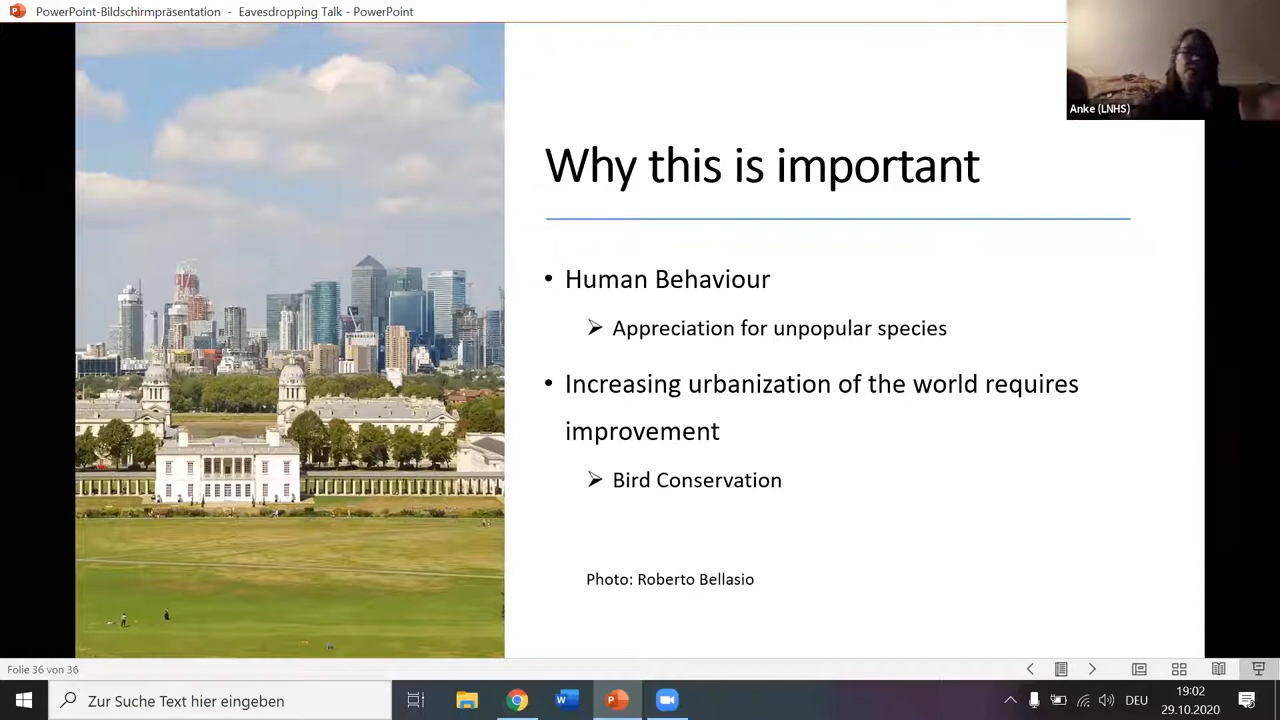 PowerPoint-Bildschirmpräsentation - Eavesdropping Talk - PowerPoint
Anke (LNHS)
Why this is important
• Human Behaviour
➢ Appreciation for unpopular species
• Increasing urbanization of the world requires
improvement
➢ Bird Conservation
Photo: Roberto Bellasio
Folie 36 von 36
Zur Suche Text hier eingeben
DEU
19:02
29.10.2020